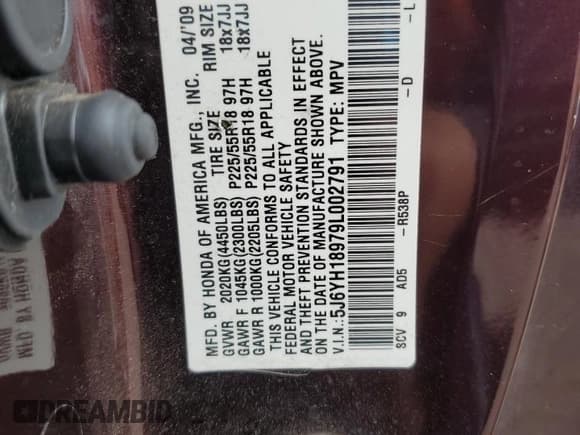 MFD. BY HONDA OF AMERICA MFG., INC. 04/'09
GVWR 2020KG(4450LBS) TIRE SIZE RIM SIZE
GAWR F 1045KG(2300LBS) P225/55R18 97H 18x7JJ
GAWR R 1000KG(2205LBS) P225/55R18 97H 18x7JJ
THIS VEHICLE CONFORMS TO ALL APPLICABLE
FEDERAL MOTOR VEHICLE SAFETY
AND THEFT PREVENTION STANDARDS IN EFFECT
ON THE DATE OF MANUFACTURE SHOWN ABOVE.
V.I.N.: 5J6YH18979L002791 TYPE: MPV
SCV 9 AD5 -R538P -D -L
DREAMBID